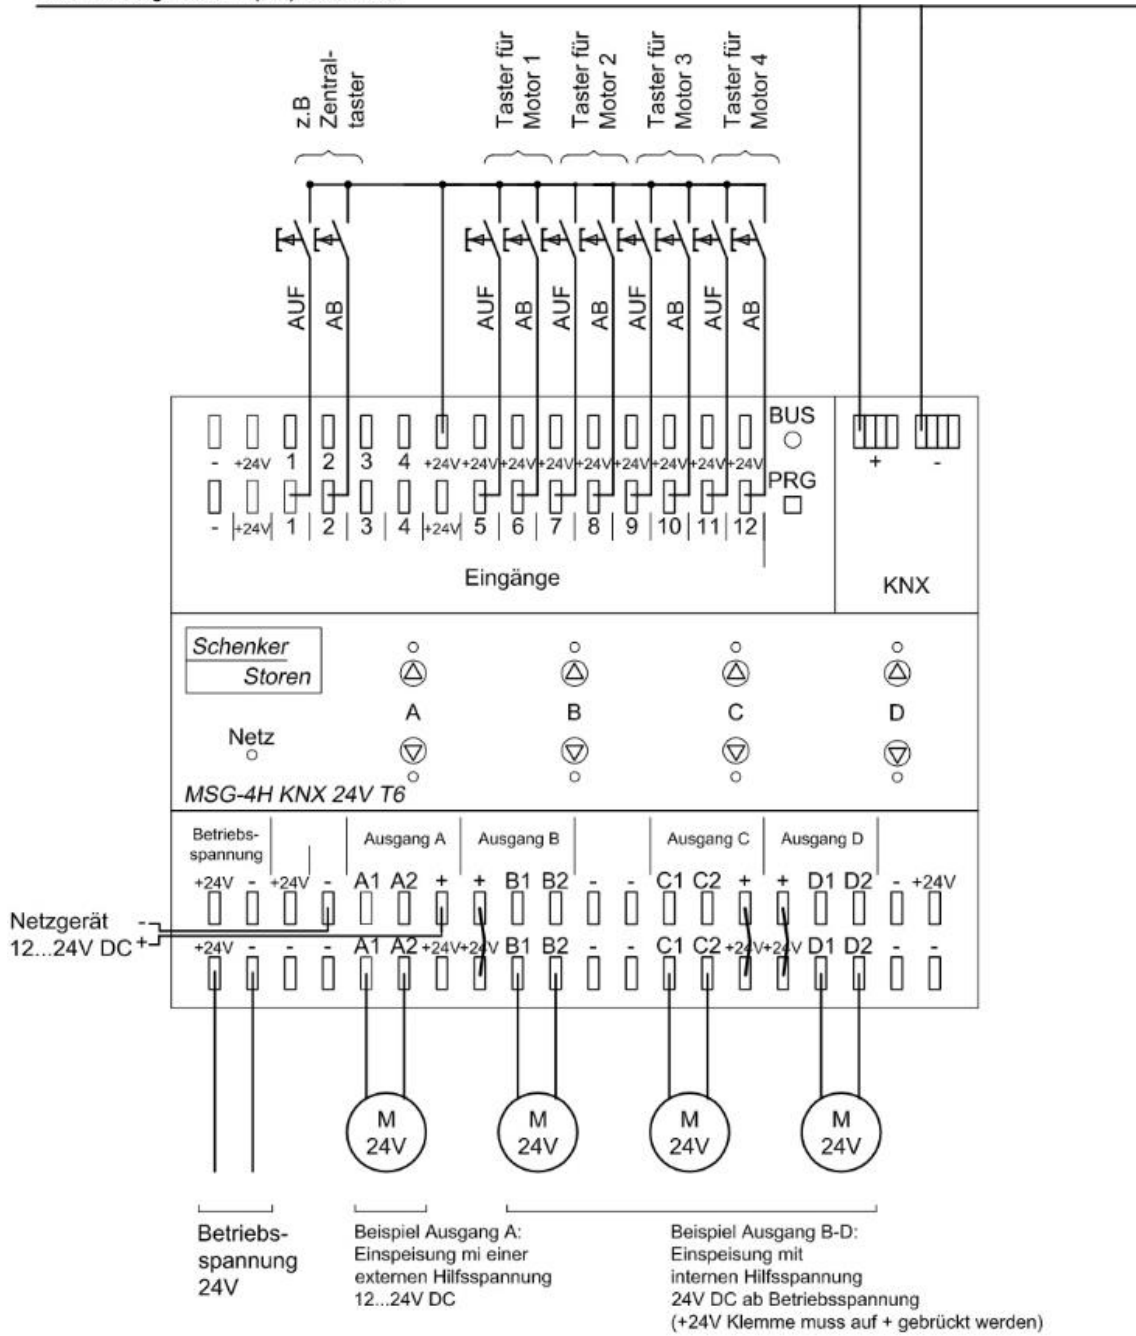 z.B
Zentral-
taster
Taster für
Motor 1
Taster für
Motor 2
Taster für
Motor 3
Taster für
Motor 4
AUF AB AUF AB AUF AB AUF AB AUF AB
BUS
- +24V 1 2 3 4 +24V +24V +24V +24V +24V +24V +24V +24V +24V
+ -
PRG
- +24V 1 2 3 4 +24V 5 6 7 8 9 10 11 12
Eingänge
KNX
Schenker
Storen
A B C D
Netz
MSG-4H KNX 24V T6
Betriebs-
spannung
Ausgang A
Ausgang B
Ausgang C
Ausgang D
+24V - +24V - A1 A2 + + B1 B2 - - C1 C2 + + D1 D2 - +24V
Netzgerät -
12...24V DC +
+24V - - - A1 A2 +24V +24V B1 B2 - - C1 C2 +24V +24V D1 D2 - -
M
24V
M
24V
M
24V
M
24V
Betriebs-
spannung
24V
Beispiel Ausgang A:
Einspeisung mi einer
externen Hilfsspannung
12...24V DC
Beispiel Ausgang B-D:
Einspeisung mit
internen Hilfsspannung
24V DC ab Betriebsspannung
(+24V Klemme muss auf + gebrückt werden)